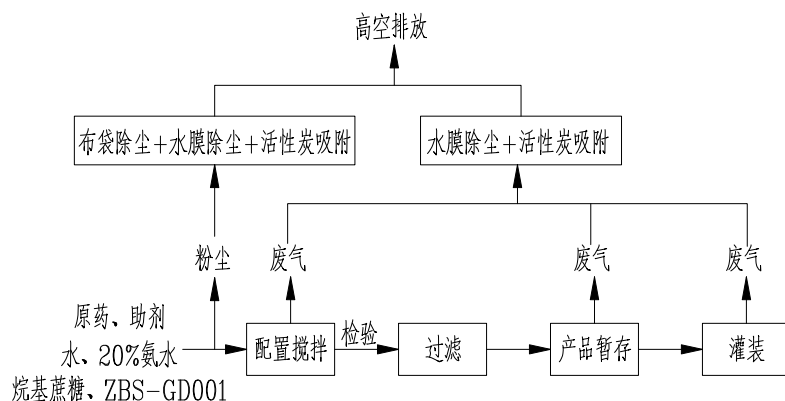 高空排放
布袋除尘+水膜除尘+活性炭吸附
水膜除尘+活性炭吸附
粉尘
废气
废气
废气
原药、助剂
水、20%氨水
烷基蔗糖、ZBS-GD001
配置搅拌
检验
过滤
产品暂存
灌装